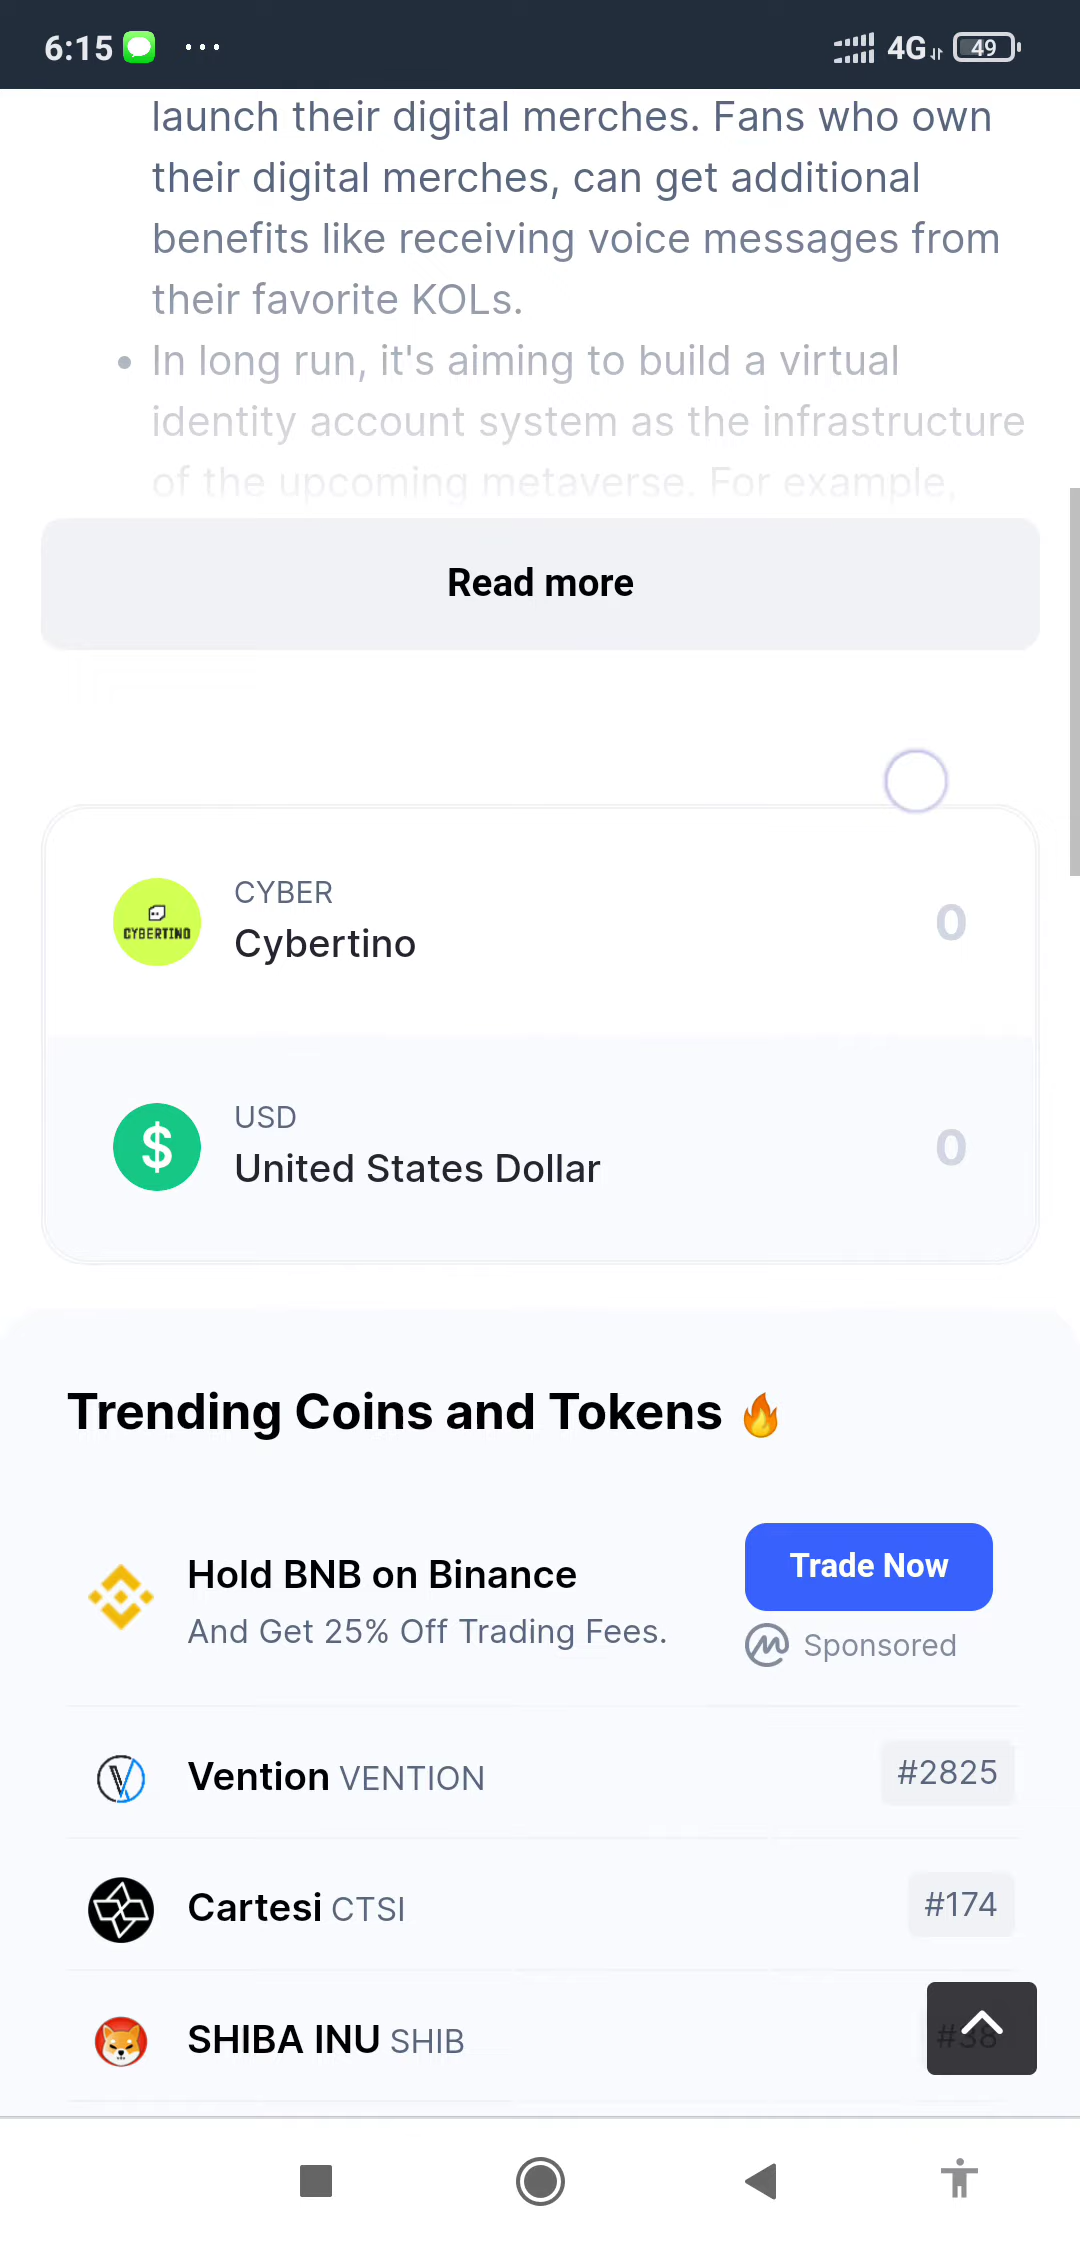 6:15
4G
49
launch their digital merches. Fans who own
their digital merches, can get additional
benefits like receiving voice messages from
their favorite KOLs.
• In long run, it's aiming to build a virtual
identity account system as the infrastructure
of the upcoming metaverse. For example,
Read more
CYBERTINO
CYBER
Cybertino
0
USD
United States Dollar
0
$
Trending Coins and Tokens 🔥
Hold BNB on Binance
And Get 25% Off Trading Fees.
Trade Now
Sponsored
Vention VENTION
#2825
Cartesi CTSI
#174
SHIBA INU SHIB
#38